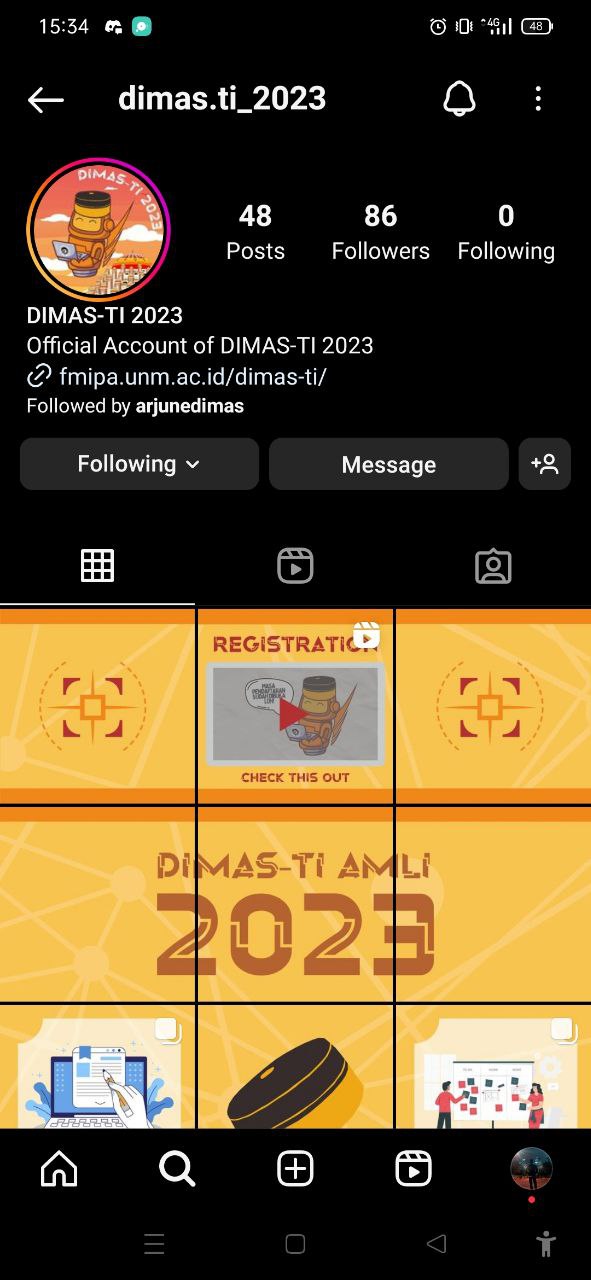 15:34
4G
48
dimas.ti_2023
DIMAS-TI 2023
48
86
0
Posts
Followers
Following
DIMAS-TI 2023
Official Account of DIMAS-TI 2023
fmipa.unm.ac.id/dimas-ti/
Followed by arjunedimas
Following
Message
REGISTRATION
MASA
PENDAFTARAN
SUDAH DIBUKA
LOH!
CHECK THIS OUT
DIMAS-TI AMLI
2023